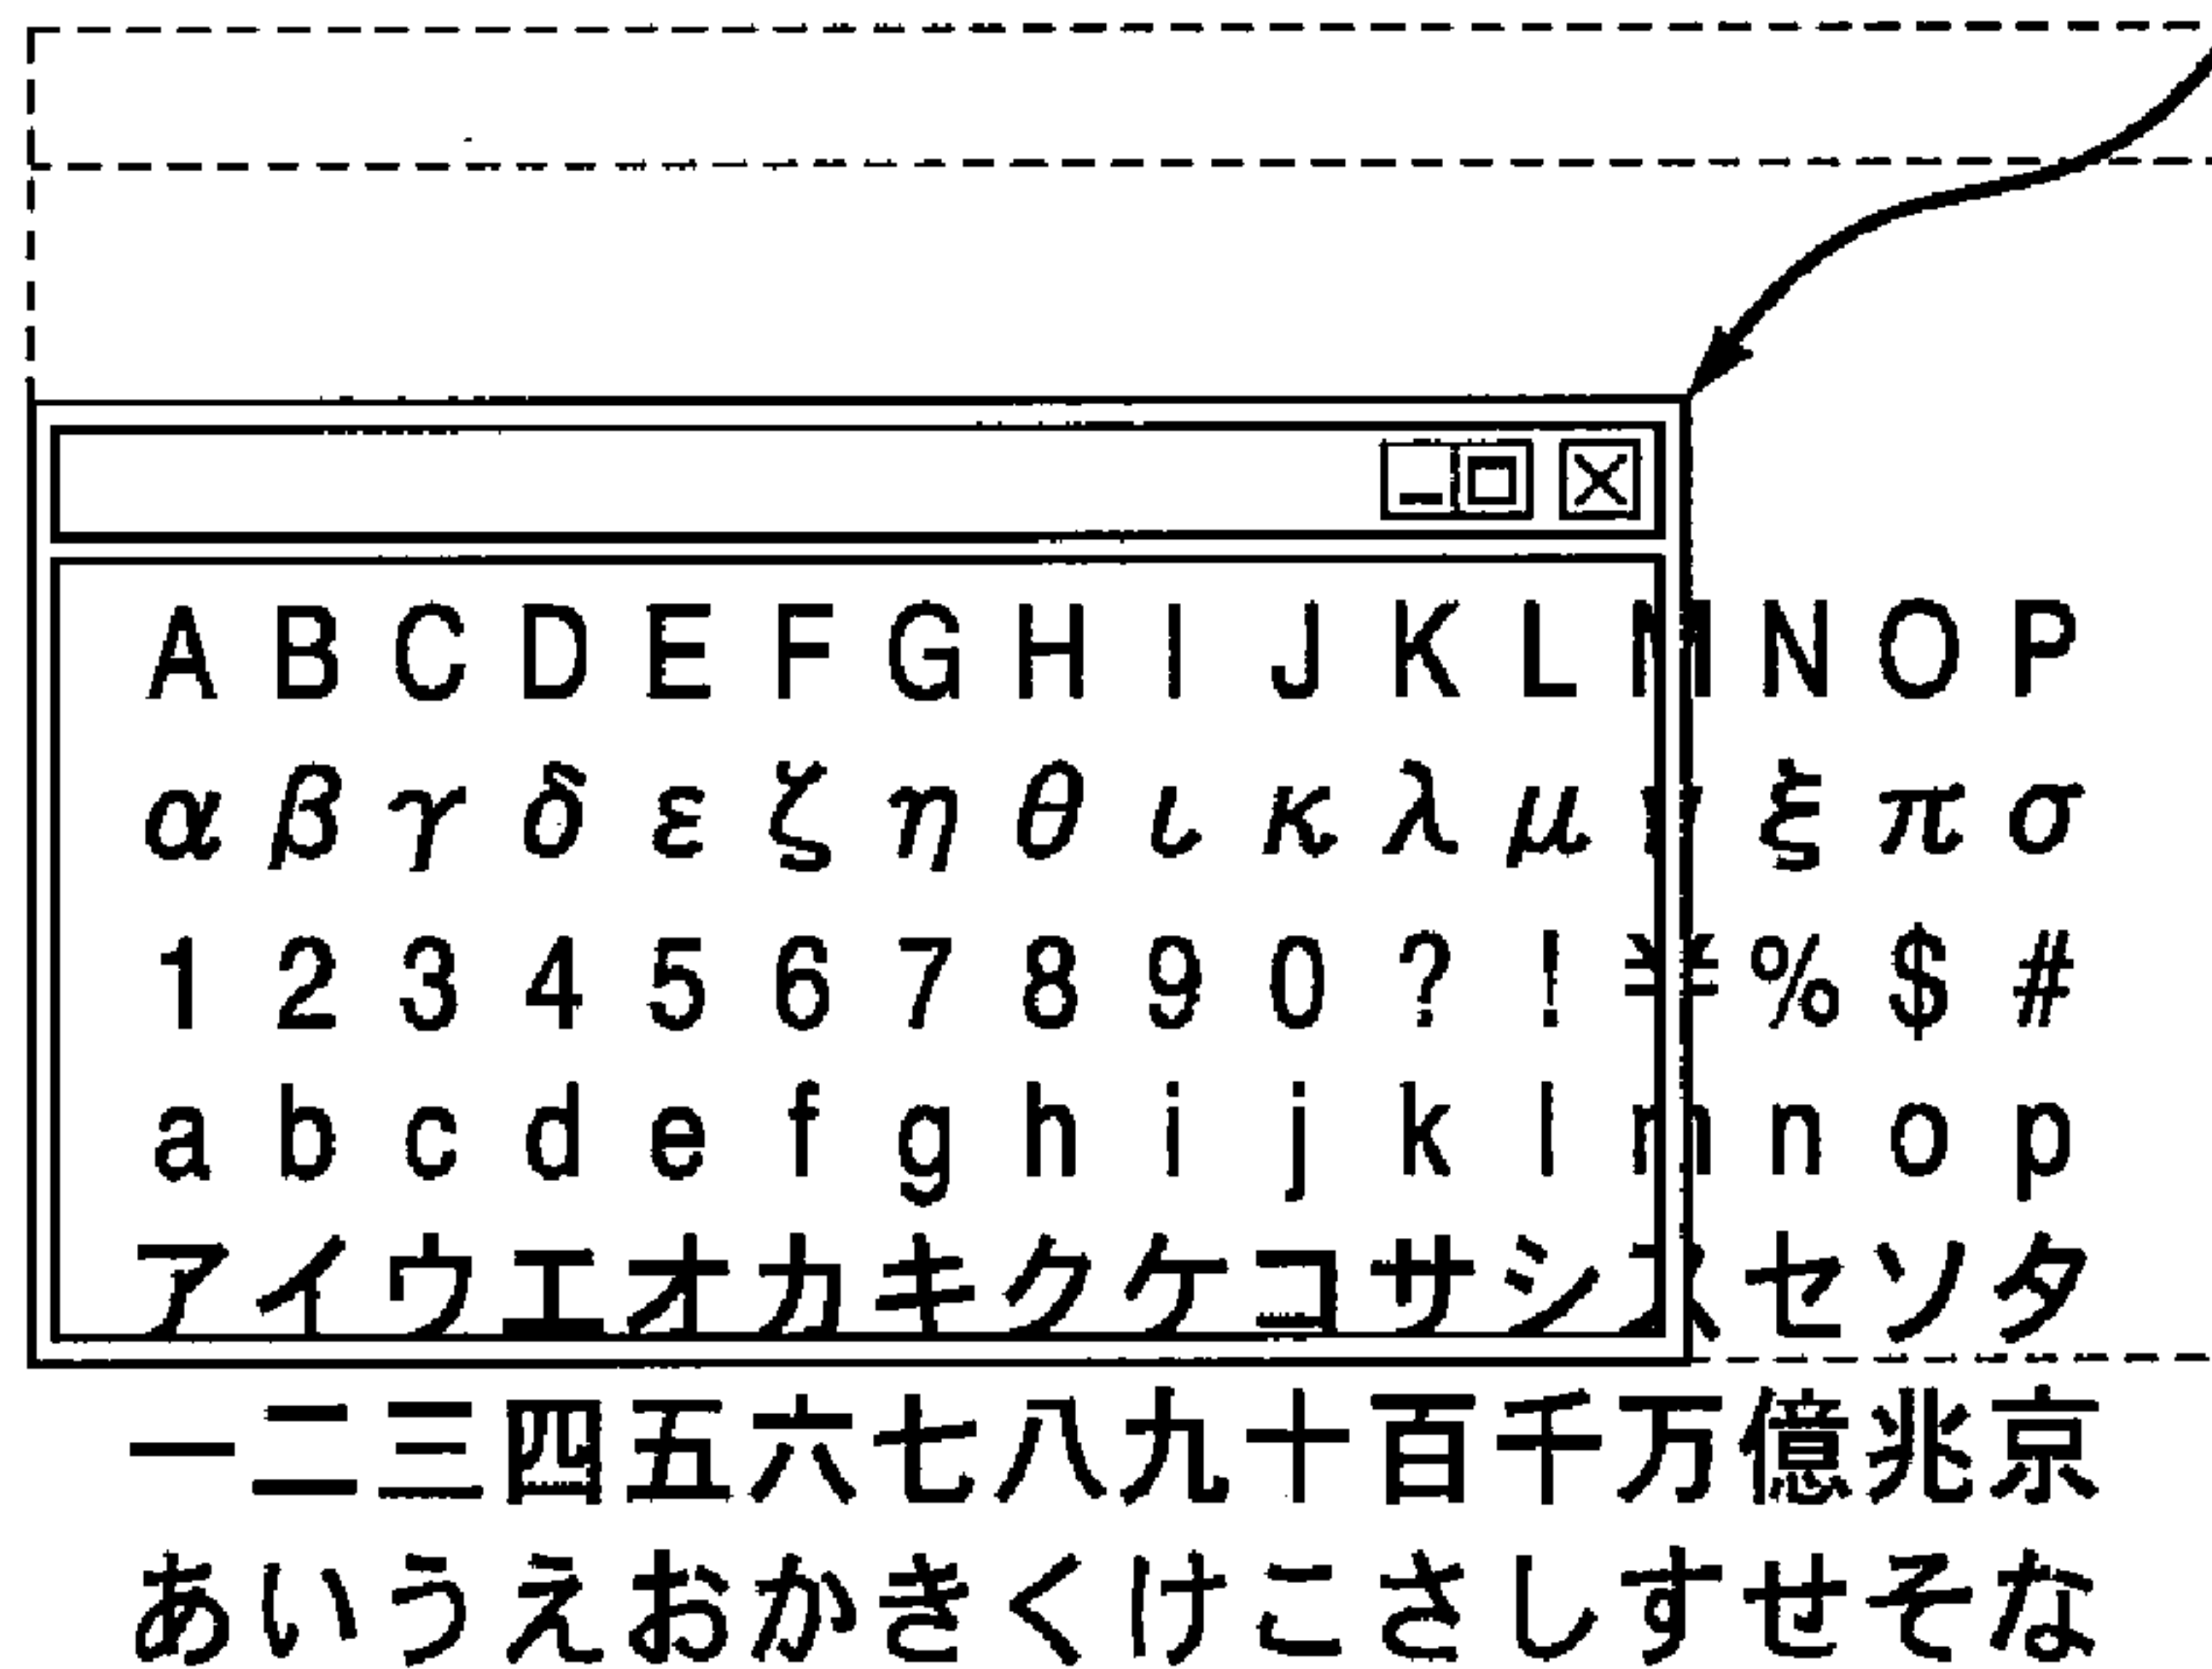 A B C D E F G H I J K L M N O P
α β γ δ ε ζ η θ ι κ λ μ ν ξ π σ
1 2 3 4 5 6 7 8 9 0 ? ! ¥ % $ #
a b c d e f g h i j k l m n o p
アイウエオカキクケコサシスセソタ
一二三四五六七八九十百千万億兆京
あいうえおかきくけこさしすせそな